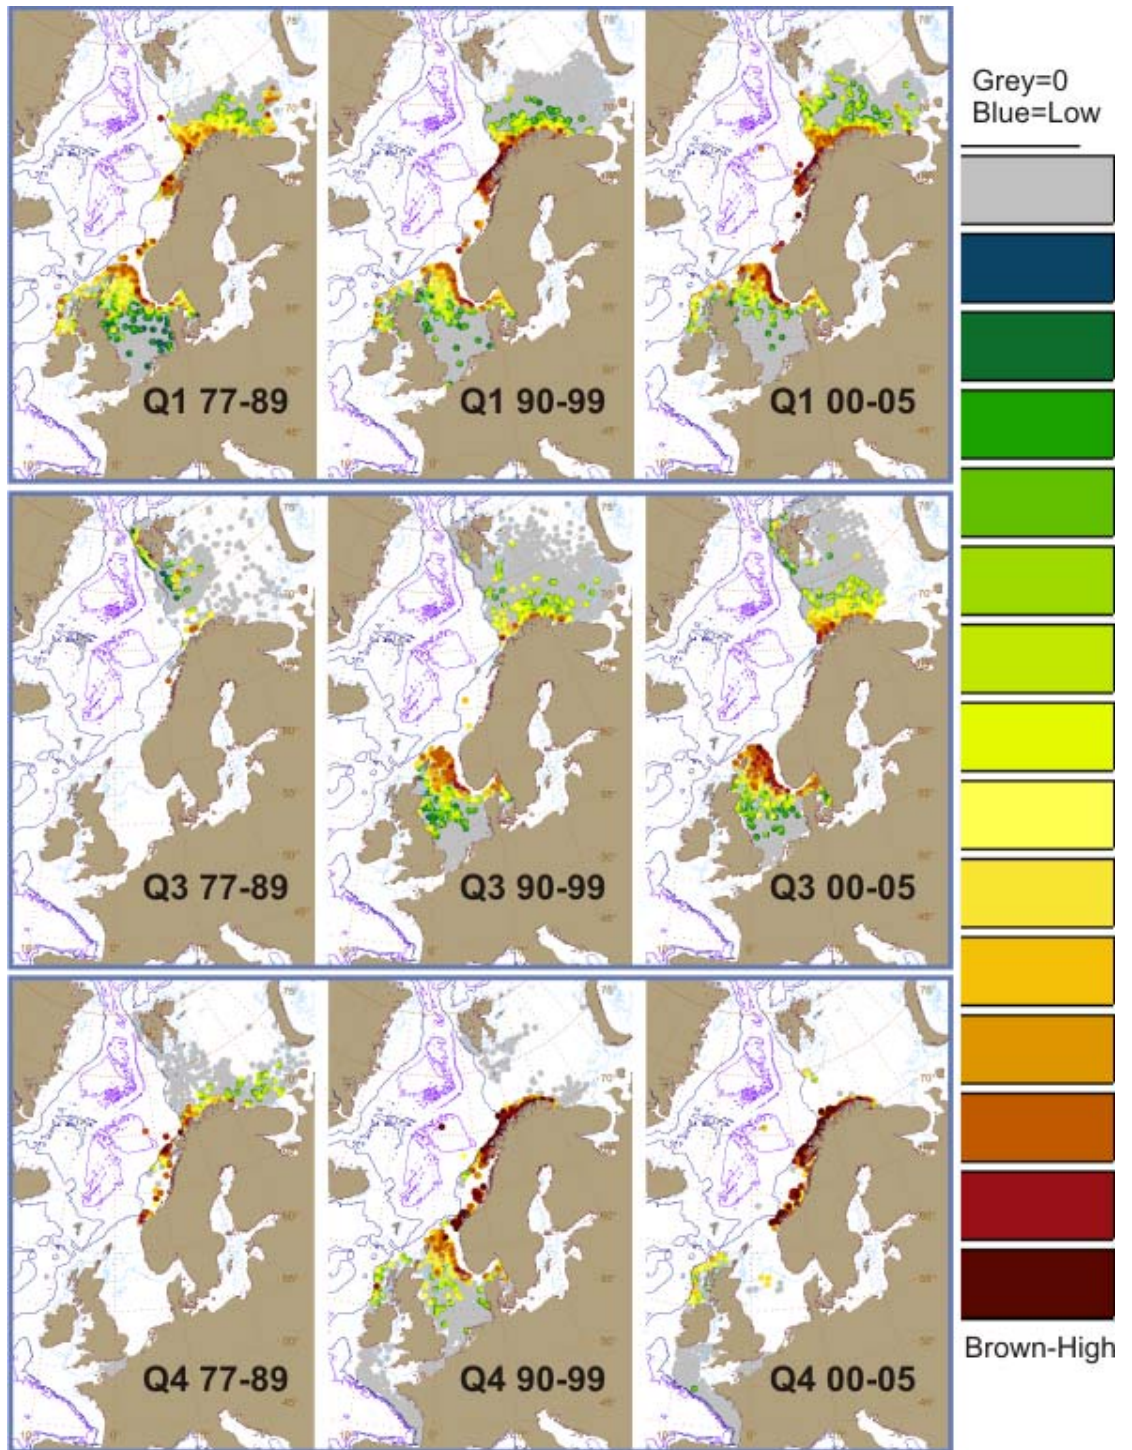 Grey=0
Blue=Low
Q1 77-89
Q1 90-99
Q1 00-05
Q3 77-89
Q3 90-99
Q3 00-05
Q4 77-89
Q4 90-99
Q4 00-05
Brown-High